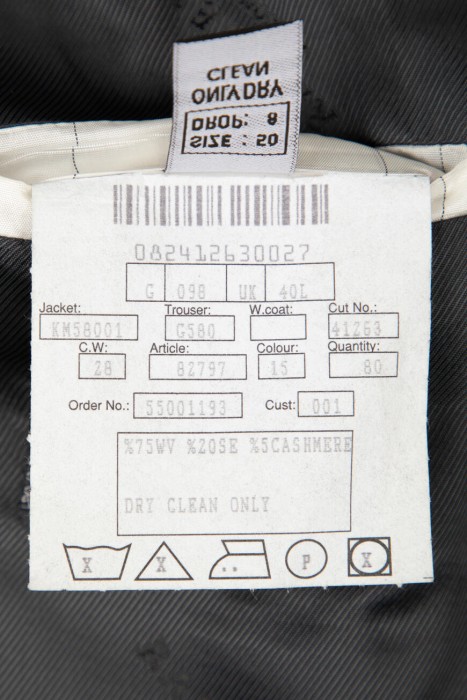 SIZE : 50
DROP: 8
ONLY DRY
CLEAN
082412630027
G 098 UK 40L
Jacket: Trouser: W.coat: Cut No.:
KM58001 G580 41263
C.W: Article: Colour: Quantity:
28 82797 15 80
Order No.: 55001193 Cust: 001
%75WV %20SE %5CASHMERE
DRY CLEAN ONLY
X X P X